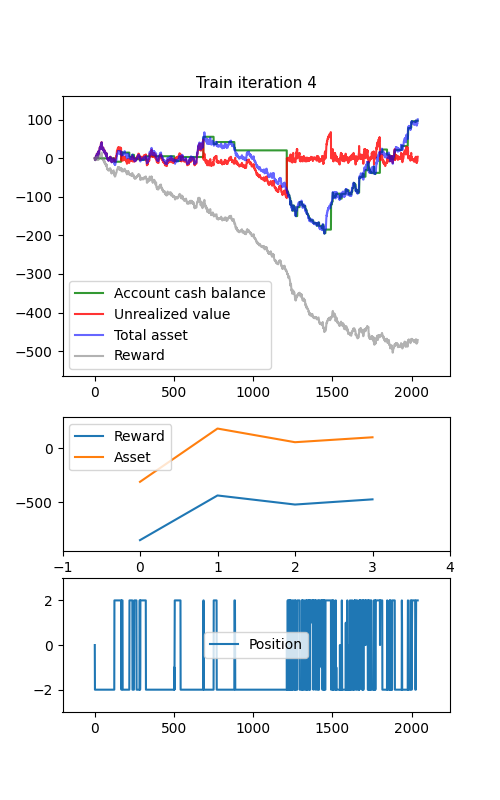 Train iteration 4
100
0
−100
−200
−300
−400
−500
Account cash balance
Unrealized value
Total asset
Reward
0 500 1000 1500 2000
0
−500
Reward
Asset
−1 0 1 2 3 4
2
0
−2
Position
0 500 1000 1500 2000